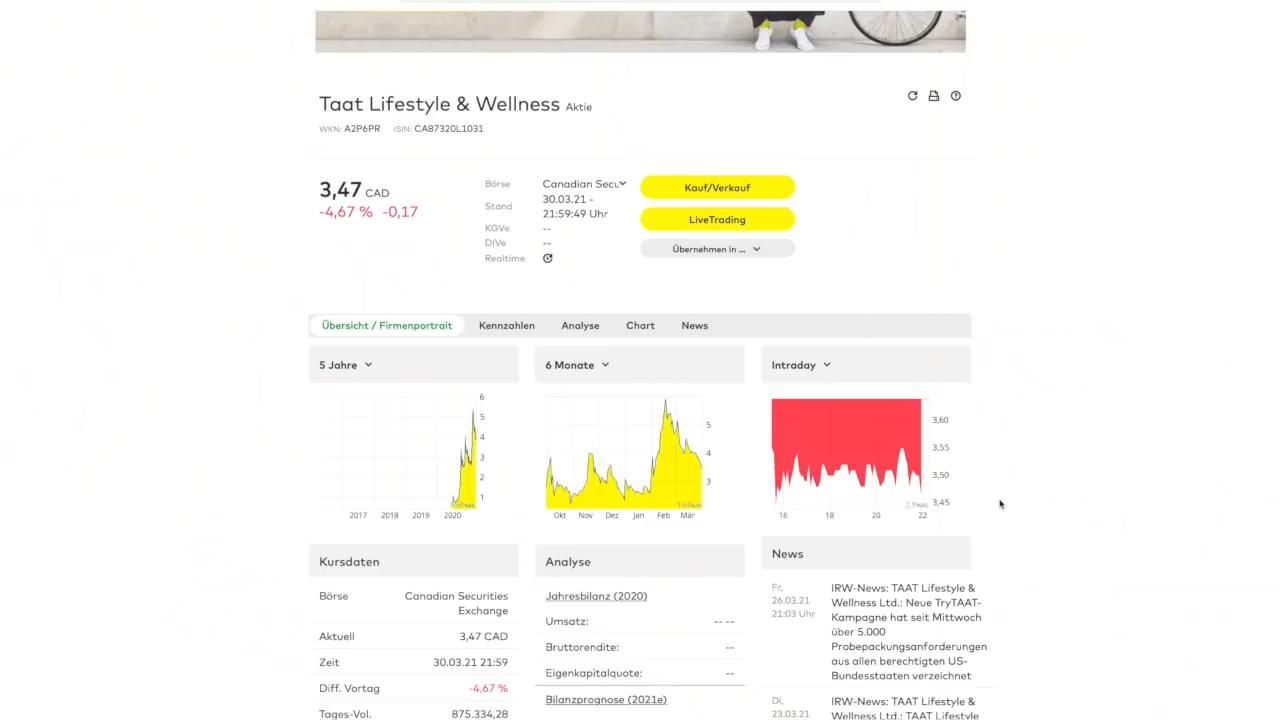 Taat Lifestyle & Wellness Aktie
WKN: A2P6PR ISIN: CA87320L1031
3,47 CAD
-4,67 % -0,17
Börse Canadian Secu
Stand 30.03.21 -
21:59:49 Uhr
KGVe --
DIVe --
Realtime
Kauf/Verkauf
LiveTrading
Übernehmen in ...
Übersicht / Firmenportrait Kennzahlen Analyse Chart News
5 Jahre
6
5
4
3
2
1
2017 2018 2019 2020
6 Monate
5
4
3
Okt Nov Dez Jan Feb Mär
Intraday
3,60
3,55
3,50
3,45
16 18 20 22
Kursdaten
Börse Canadian Securities
Exchange
Aktuell 3,47 CAD
Zeit 30.03.21 21:59
Diff. Vortag -4,67 %
Tages-Vol. 875.334,28
Analyse
Jahresbilanz (2020)
Umsatz: -- --
Bruttorendite: --
Eigenkapitalquote: --
Bilanzprognose (2021e)
News
Fr,
26.03.21
21:03 Uhr
IRW-News: TAAT Lifestyle &
Wellness Ltd.: Neue TryTAAT-
Kampagne hat seit Mittwoch
über 5.000
Probepackungsanforderungen
aus allen berechtigten US-
Bundesstaaten verzeichnet
Di,
23.03.21
IRW-News: TAAT Lifestyle &
Wellness Ltd.: TAAT Lifestyle